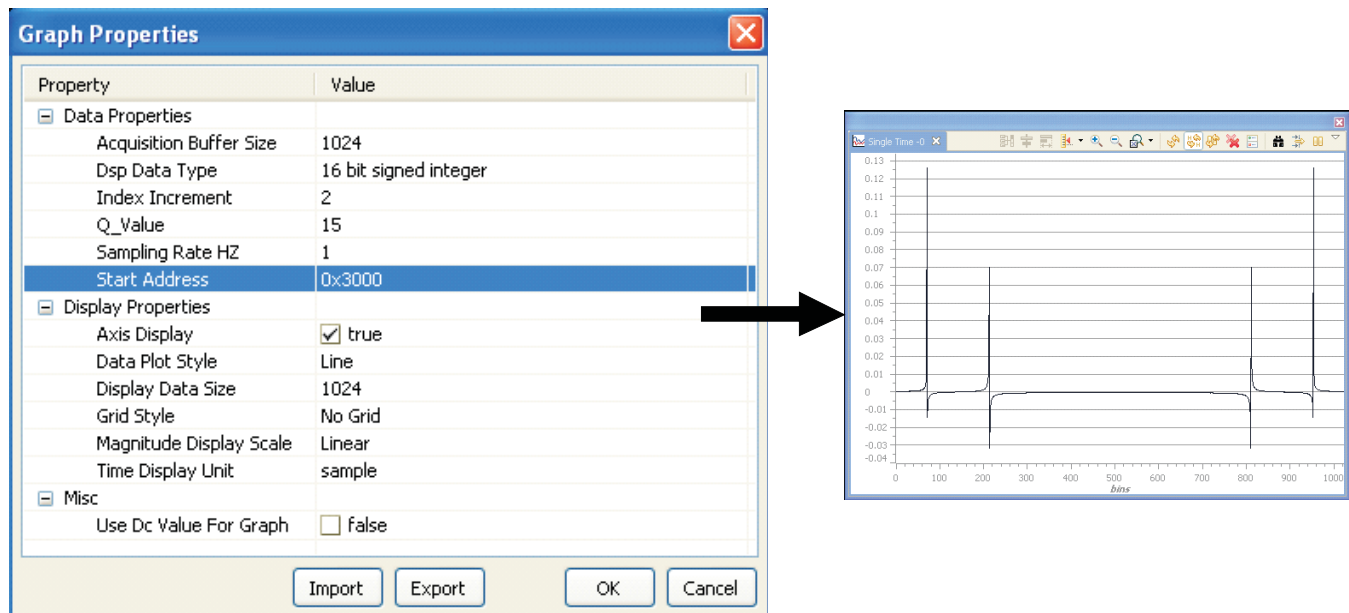 Graph Properties
Property Value
Data Properties
Acquisition Buffer Size 1024
Dsp Data Type 16 bit signed integer
Index Increment 2
Q_Value 15
Sampling Rate HZ 1
Start Address 0x3000
Display Properties
Axis Display true
Data Plot Style Line
Display Data Size 1024
Grid Style No Grid
Magnitude Display Scale Linear
Time Display Unit sample
Misc
Use Dc Value For Graph false
Import Export OK Cancel
Single Time -0
0.13
0.12
0.11
0.1
0.09
0.08
0.07
0.06
0.05
0.04
0.03
0.02
0.01
0
-0.01
-0.02
-0.03
-0.04
0 100 200 300 400 500 600 700 800 900 1000
bins